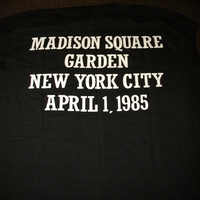 MADISON SQUARE
GARDEN
NEW YORK CITY
APRIL 1, 1985